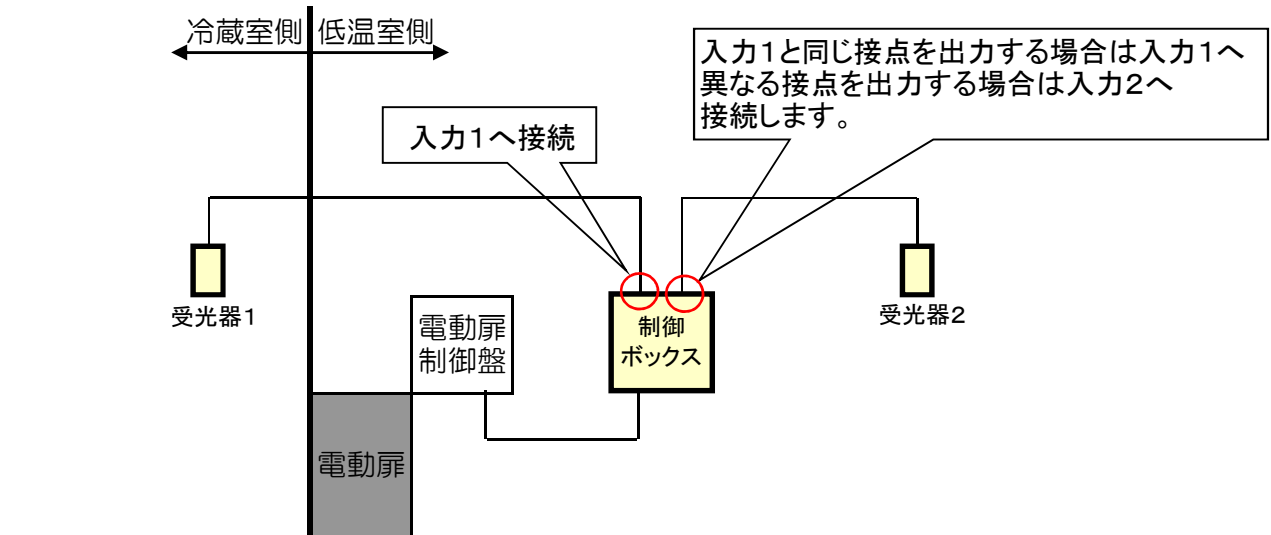 冷蔵室側
低温室側
入力1と同じ接点を出力する場合は入力1へ
異なる接点を出力する場合は入力2へ
接続します。
入力1へ接続
受光器1
電動扉
制御盤
制御
ボックス
受光器2
電動扉